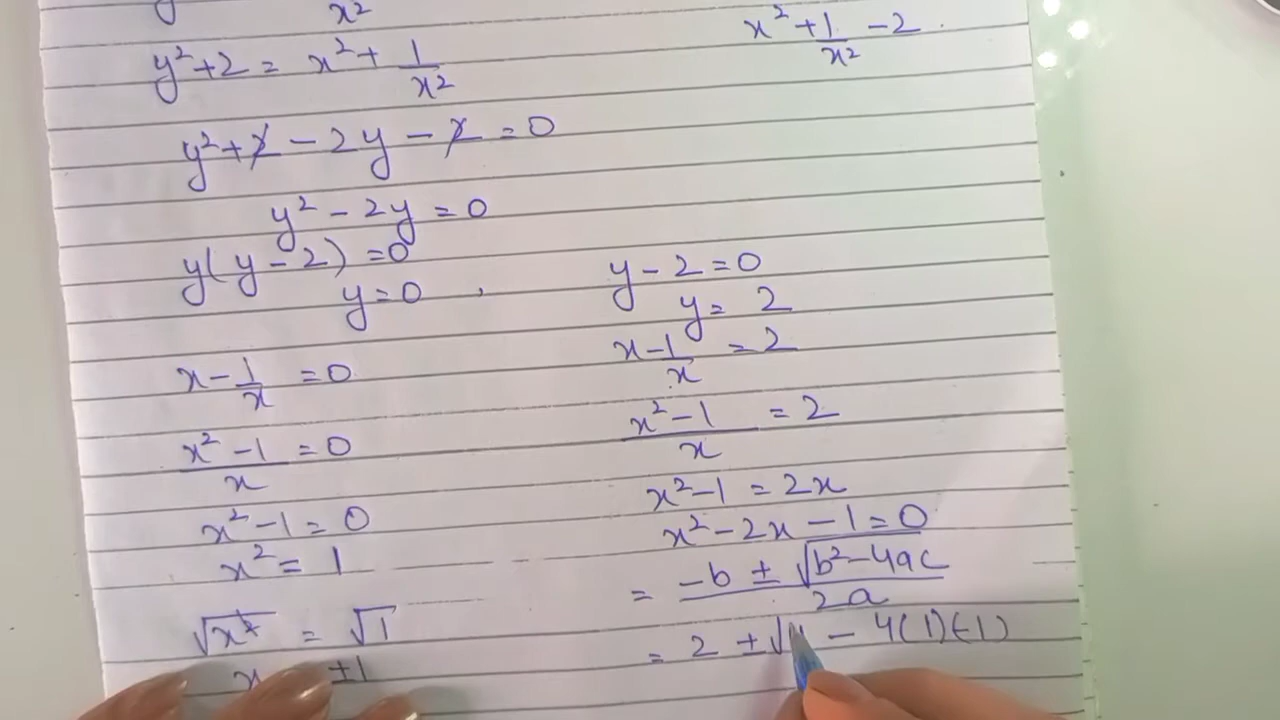 x²
y²+2 = x² + 1/x²
x² + 1/x² - 2
y² + 2 - 2y - 2 = 0
y² - 2y = 0
y(y - 2) = 0
y = 0 ,
y - 2 = 0
y = 2
x - 1/x = 0
x - 1/x = 2
x² - 1 / x = 0
x² - 1 / x = 2
x² - 1 = 0
x² - 1 = 2x
x² = 1
x² - 2x - 1 = 0
= -b ± √b² - 4ac / 2a
√x² = √1
= 2 ± √ - 4(1)(-1)
x ±1